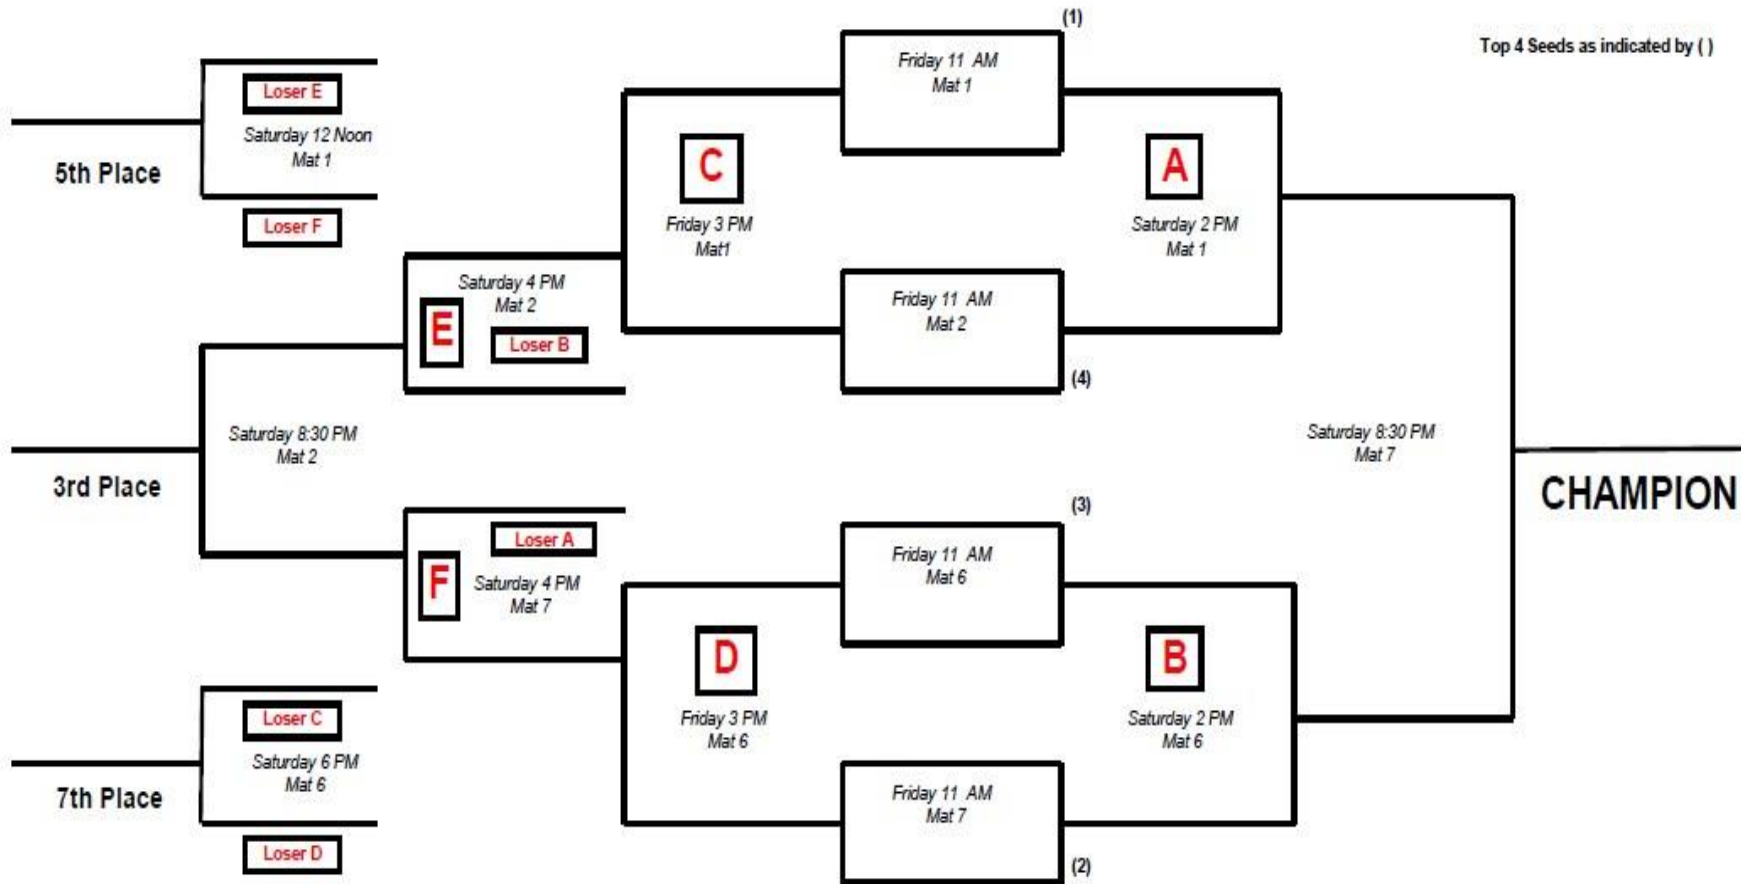 (1)
Top 4 Seeds as indicated by ( )
Friday 11 AM
Mat 1
Loser E
Saturday 12 Noon
Mat 1
5th Place
Loser F
C
Friday 3 PM
Mat1
A
Saturday 2 PM
Mat 1
Saturday 4 PM
Mat 2
E
Loser B
Friday 11 AM
Mat 2
(4)
Saturday 8:30 PM
Mat 2
3rd Place
Saturday 8:30 PM
Mat 7
CHAMPION
(3)
Loser A
F
Saturday 4 PM
Mat 7
Friday 11 AM
Mat 6
D
Friday 3 PM
Mat 6
B
Saturday 2 PM
Mat 6
Loser C
Saturday 6 PM
Mat 6
7th Place
Loser D
Friday 11 AM
Mat 7
(2)